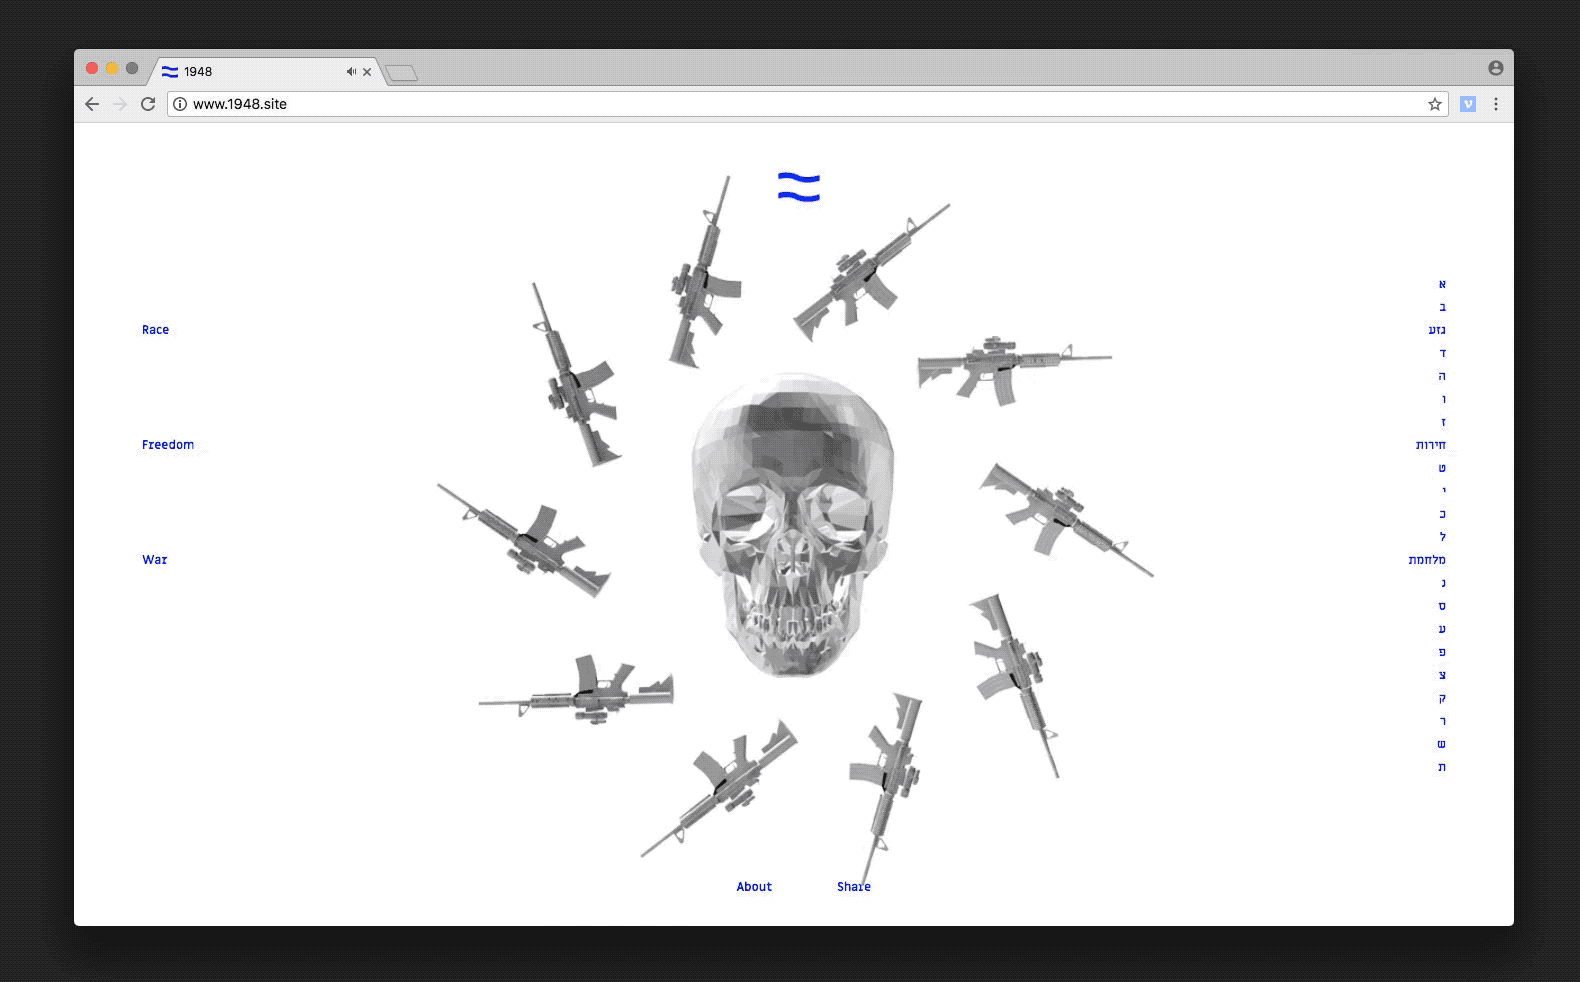 1948
www.1948.site
Race
Freedom
War
א
ב
גזע
ד
ה
ו
ז
חירות
ט
י
כ
ל
מלחמת
נ
ס
ע
פ
צ
ק
ר
ש
ת
About
Share